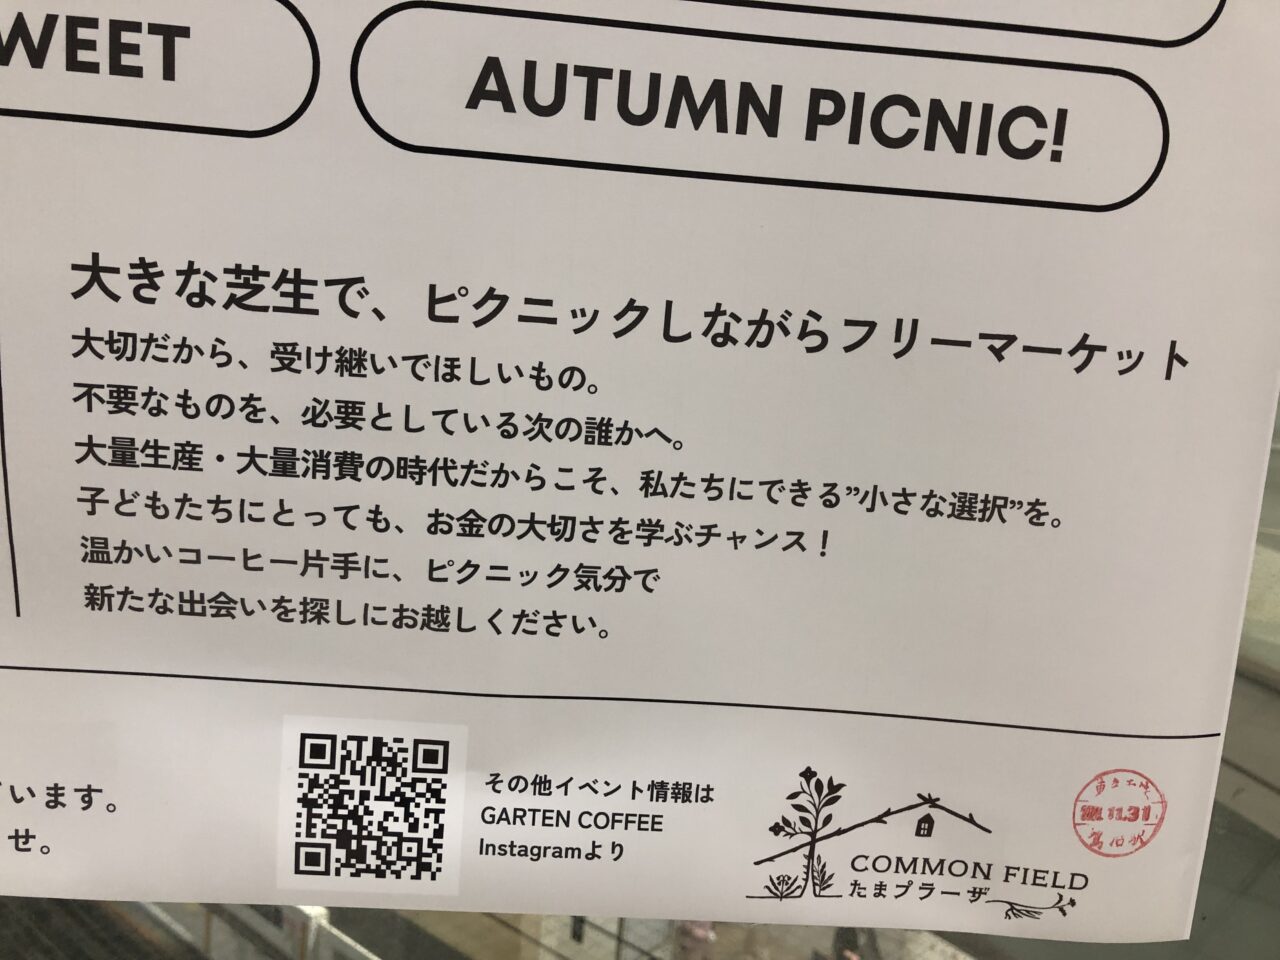 WEET
AUTUMN PICNIC!
大きな芝生で、ピクニックしながらフリーマーケット
大切だから、受け継いでほしいもの。
不要なものを、必要としている次の誰かへ。
大量生産・大量消費の時代だからこそ、私たちにできる”小さな選択”を。
子どもたちにとっても、お金の大切さを学ぶチャンス！
温かいコーヒー片手に、ピクニック気分で
新たな出会いを探しにお越しください。
います。
せ。
その他イベント情報は
GARTEN COFFEE
Instagramより
COMMON FIELD
たまプラーザ
11.31